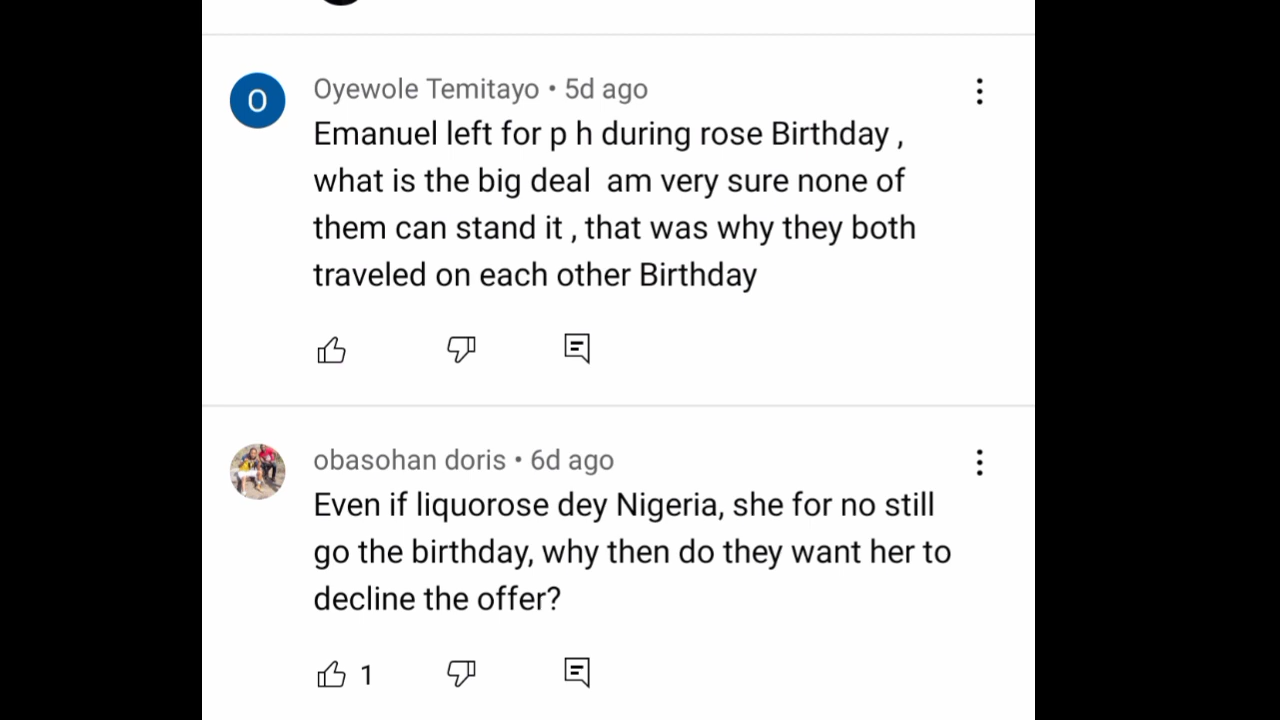 O
Oyewole Temitayo • 5d ago
Emanuel left for p h during rose Birthday ,
what is the big deal  am very sure none of
them can stand it , that was why they both
traveled on each other Birthday
obasohan doris • 6d ago
Even if liquorose dey Nigeria, she for no still
go the birthday, why then do they want her to
decline the offer?
1